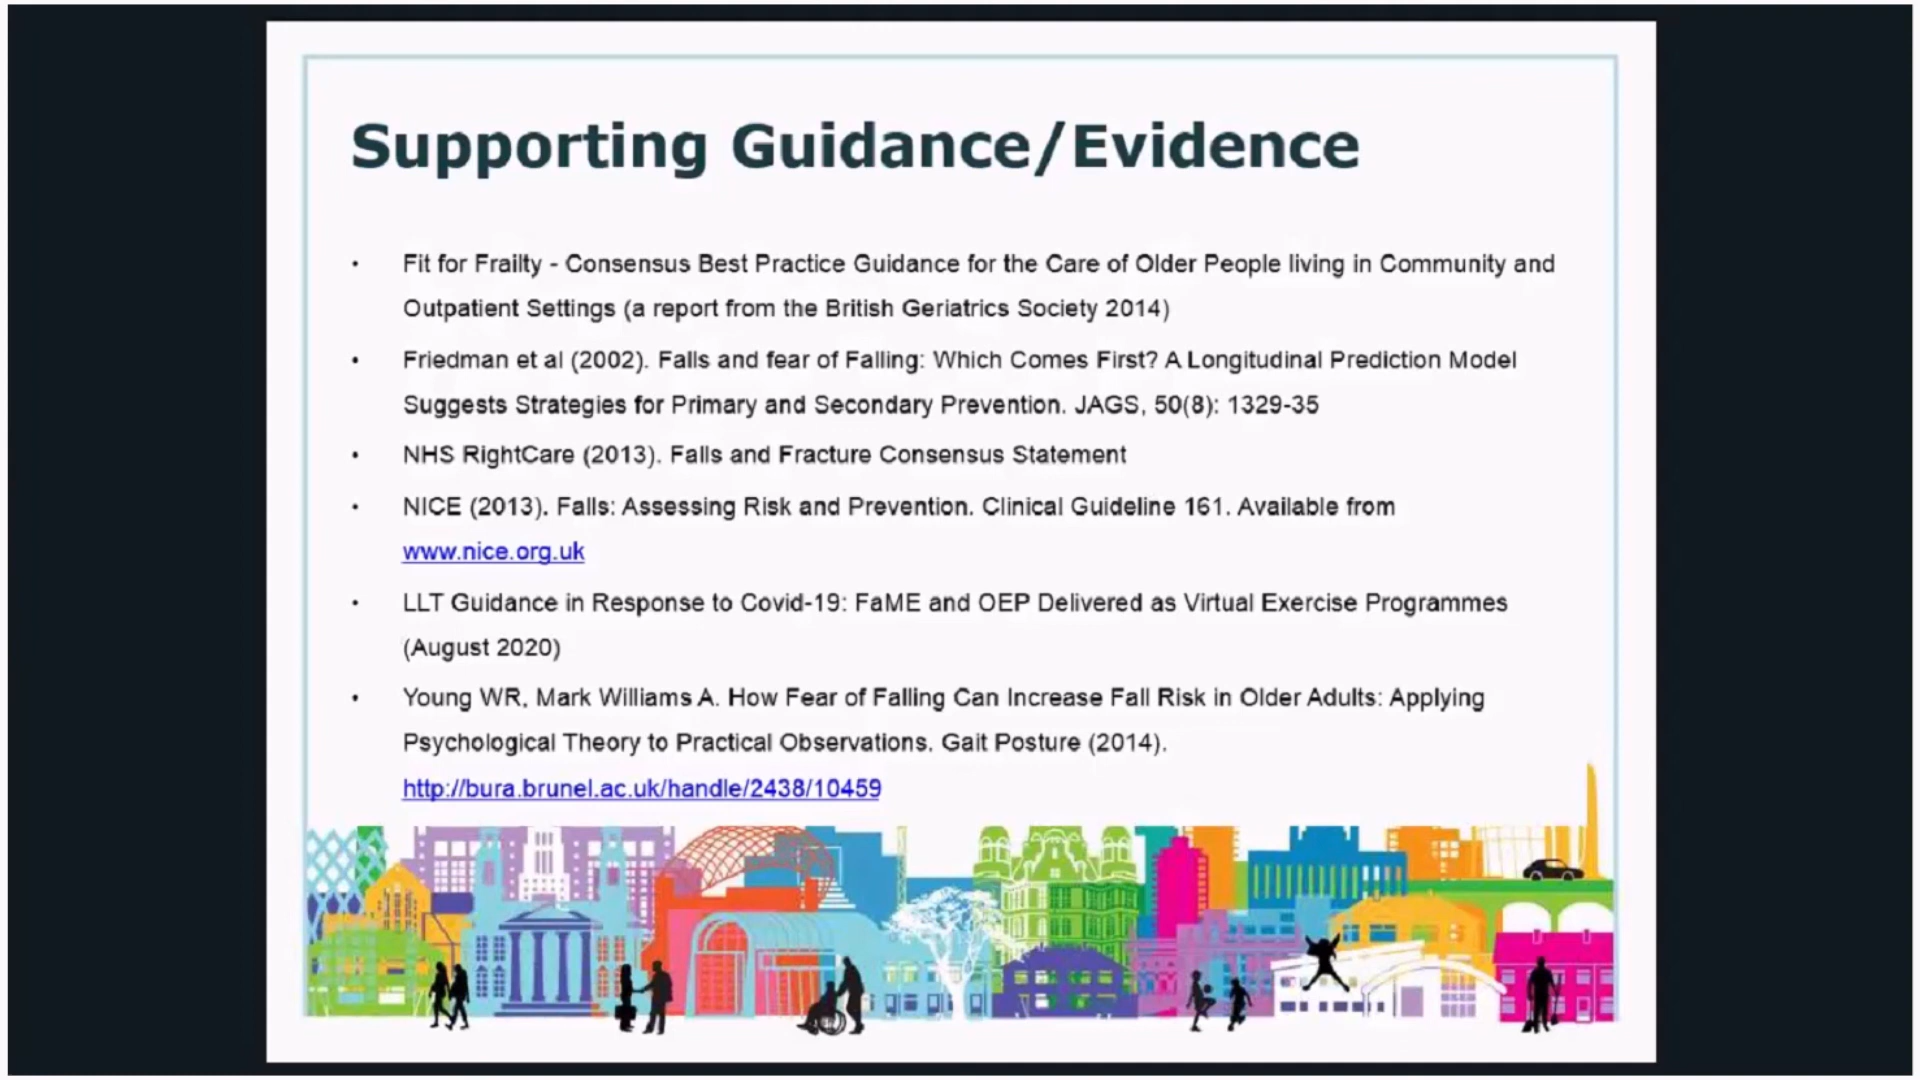 Supporting Guidance/Evidence
• Fit for Frailty - Consensus Best Practice Guidance for the Care of Older People living in Community and
Outpatient Settings (a report from the British Geriatrics Society 2014)
• Friedman et al (2002). Falls and fear of Falling: Which Comes First? A Longitudinal Prediction Model
Suggests Strategies for Primary and Secondary Prevention. JAGS, 50(8): 1329-35
• NHS RightCare (2013). Falls and Fracture Consensus Statement
• NICE (2013). Falls: Assessing Risk and Prevention. Clinical Guideline 161. Available from
www.nice.org.uk
• LLT Guidance in Response to Covid-19: FaME and OEP Delivered as Virtual Exercise Programmes
(August 2020)
• Young WR, Mark Williams A. How Fear of Falling Can Increase Fall Risk in Older Adults: Applying
Psychological Theory to Practical Observations. Gait Posture (2014).
http://bura.brunel.ac.uk/handle/2438/10459